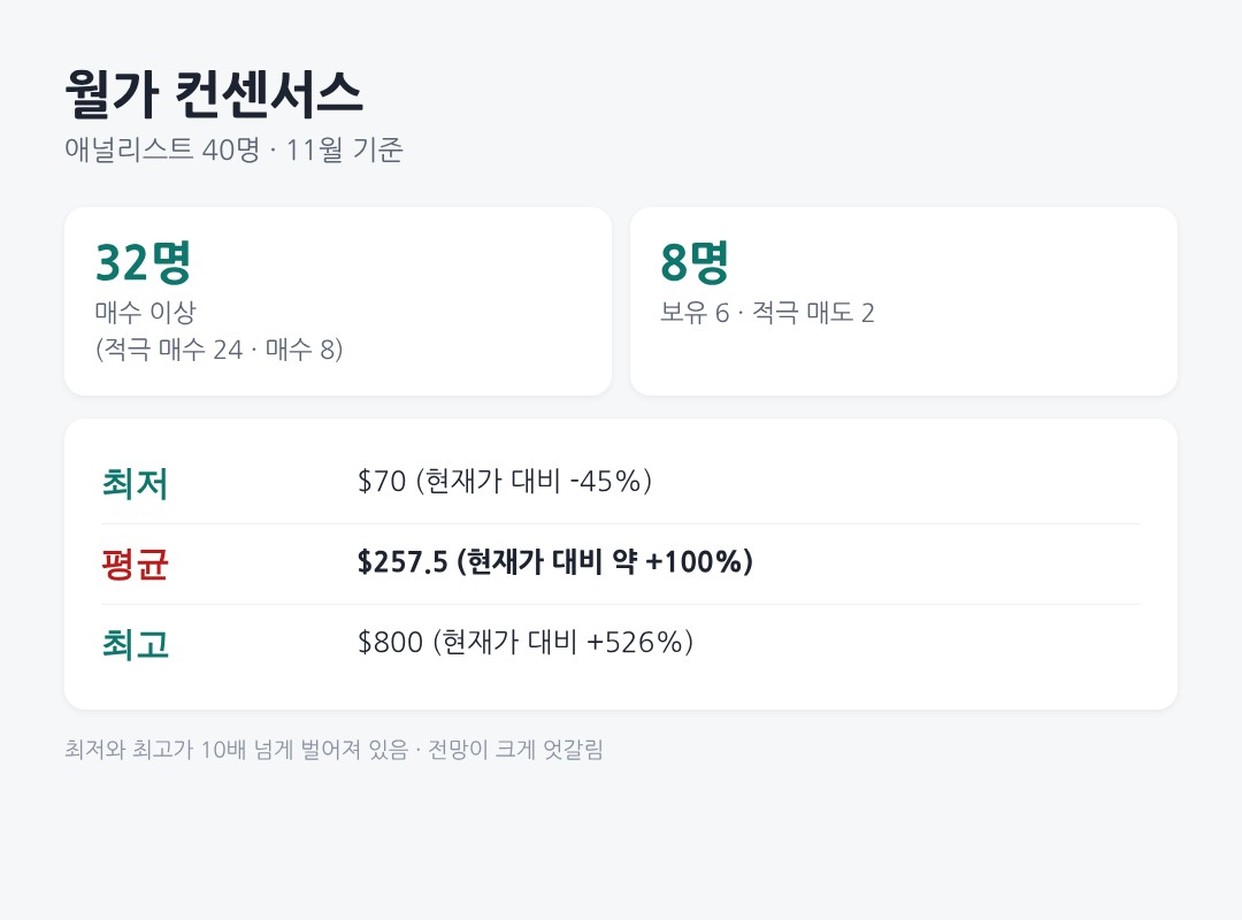 월가 컨센서스
애널리스트 40명 · 11월 기준
32명
매수 이상
(적극 매수 24 · 매수 8)
8명
보유 6 · 적극 매도 2
최저 $70 (현재가 대비 -45%)
평균 $257.5 (현재가 대비 약 +100%)
최고 $800 (현재가 대비 +526%)
최저와 최고가 10배 넘게 벌어져 있음 · 전망이 크게 엇갈림